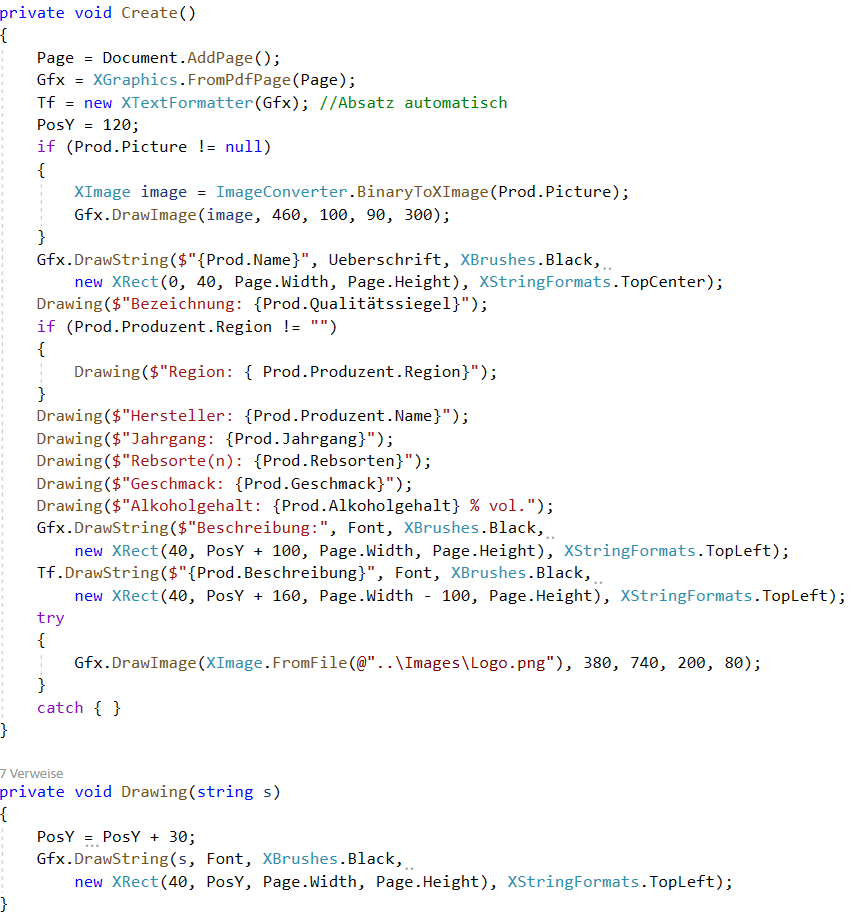 private void Create()
{
    Page = Document.AddPage();
    Gfx = XGraphics.FromPdfPage(Page);
    Tf = new XTextFormatter(Gfx); //Absatz automatisch
    PosY = 120;
    if (Prod.Picture != null)
    {
        XImage image = ImageConverter.BinaryToXImage(Prod.Picture);
        Gfx.DrawImage(image, 460, 100, 90, 300);
    }
    Gfx.DrawString($"{Prod.Name}", Ueberschrift, XBrushes.Black,
        new XRect(0, 40, Page.Width, Page.Height), XStringFormats.TopCenter);
    Drawing($"Bezeichnung: {Prod.Qualitätssiegel}");
    if (Prod.Produzent.Region != "")
    {
        Drawing($"Region: { Prod.Produzent.Region}");
    }
    Drawing($"Hersteller: {Prod.Produzent.Name}");
    Drawing($"Jahrgang: {Prod.Jahrgang}");
    Drawing($"Rebsorte(n): {Prod.Rebsorten}");
    Drawing($"Geschmack: {Prod.Geschmack}");
    Drawing($"Alkoholgehalt: {Prod.Alkoholgehalt} % vol.");
    Gfx.DrawString($"Beschreibung:", Font, XBrushes.Black,
        new XRect(40, PosY + 100, Page.Width, Page.Height), XStringFormats.TopLeft);
    Tf.DrawString($"{Prod.Beschreibung}", Font, XBrushes.Black,
        new XRect(40, PosY + 160, Page.Width - 100, Page.Height), XStringFormats.TopLeft);
    try
    {
        Gfx.DrawImage(XImage.FromFile(@"..\Images\Logo.png"), 380, 740, 200, 80);
    }
    catch { }
}
7 Verweise
private void Drawing(string s)
{
    PosY = PosY + 30;
    Gfx.DrawString(s, Font, XBrushes.Black,
        new XRect(40, PosY, Page.Width, Page.Height), XStringFormats.TopLeft);
}